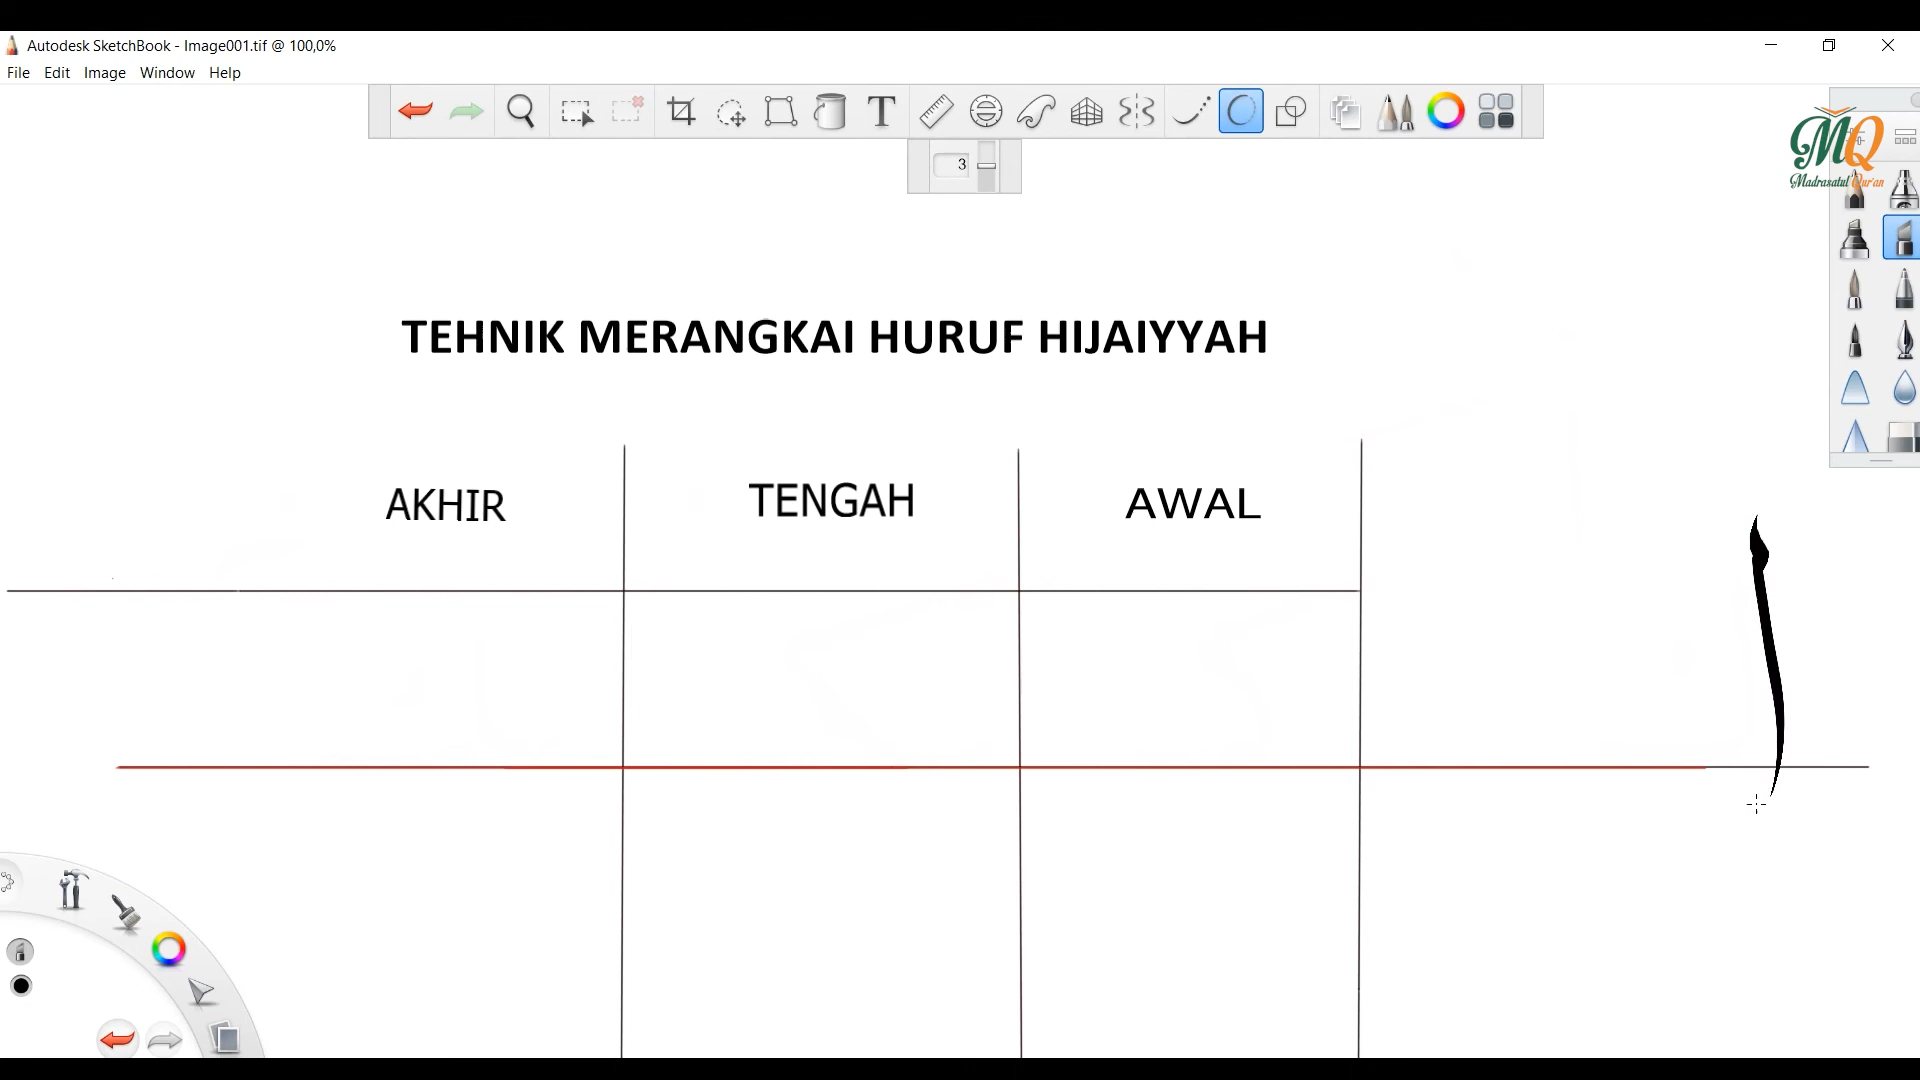 Autodesk SketchBook - Image001.tif @ 100,0%
File Edit Image Window Help
3
MQ
Madrasatul Qur'an
TEHNIK MERANGKAI HURUF HIJAIYYAH
AKHIR TENGAH AWAL
ا